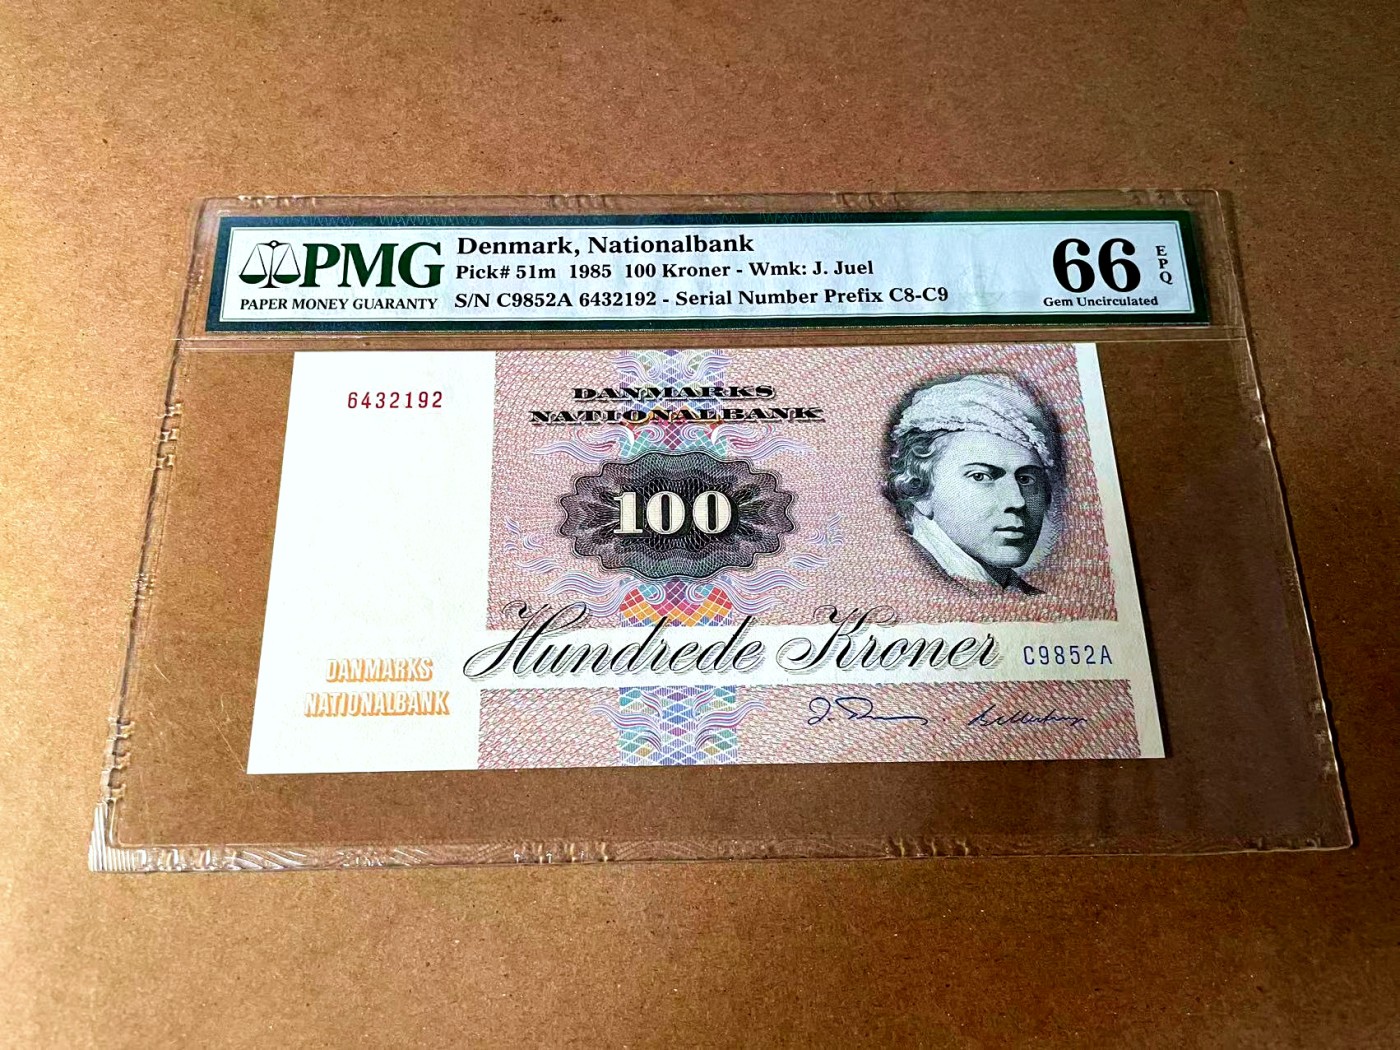 PMG
PAPER MONEY GUARANTY
Denmark, Nationalbank
Pick# 51m 1985 100 Kroner - Wmk: J. Juel
S/N C9852A 6432192 - Serial Number Prefix C8-C9
66
EPQ
Gem Uncirculated
6432192
DANMARKS
NATIONALBANK
100
Hundrede Kroner
C9852A
DANMARKS
NATIONALBANK